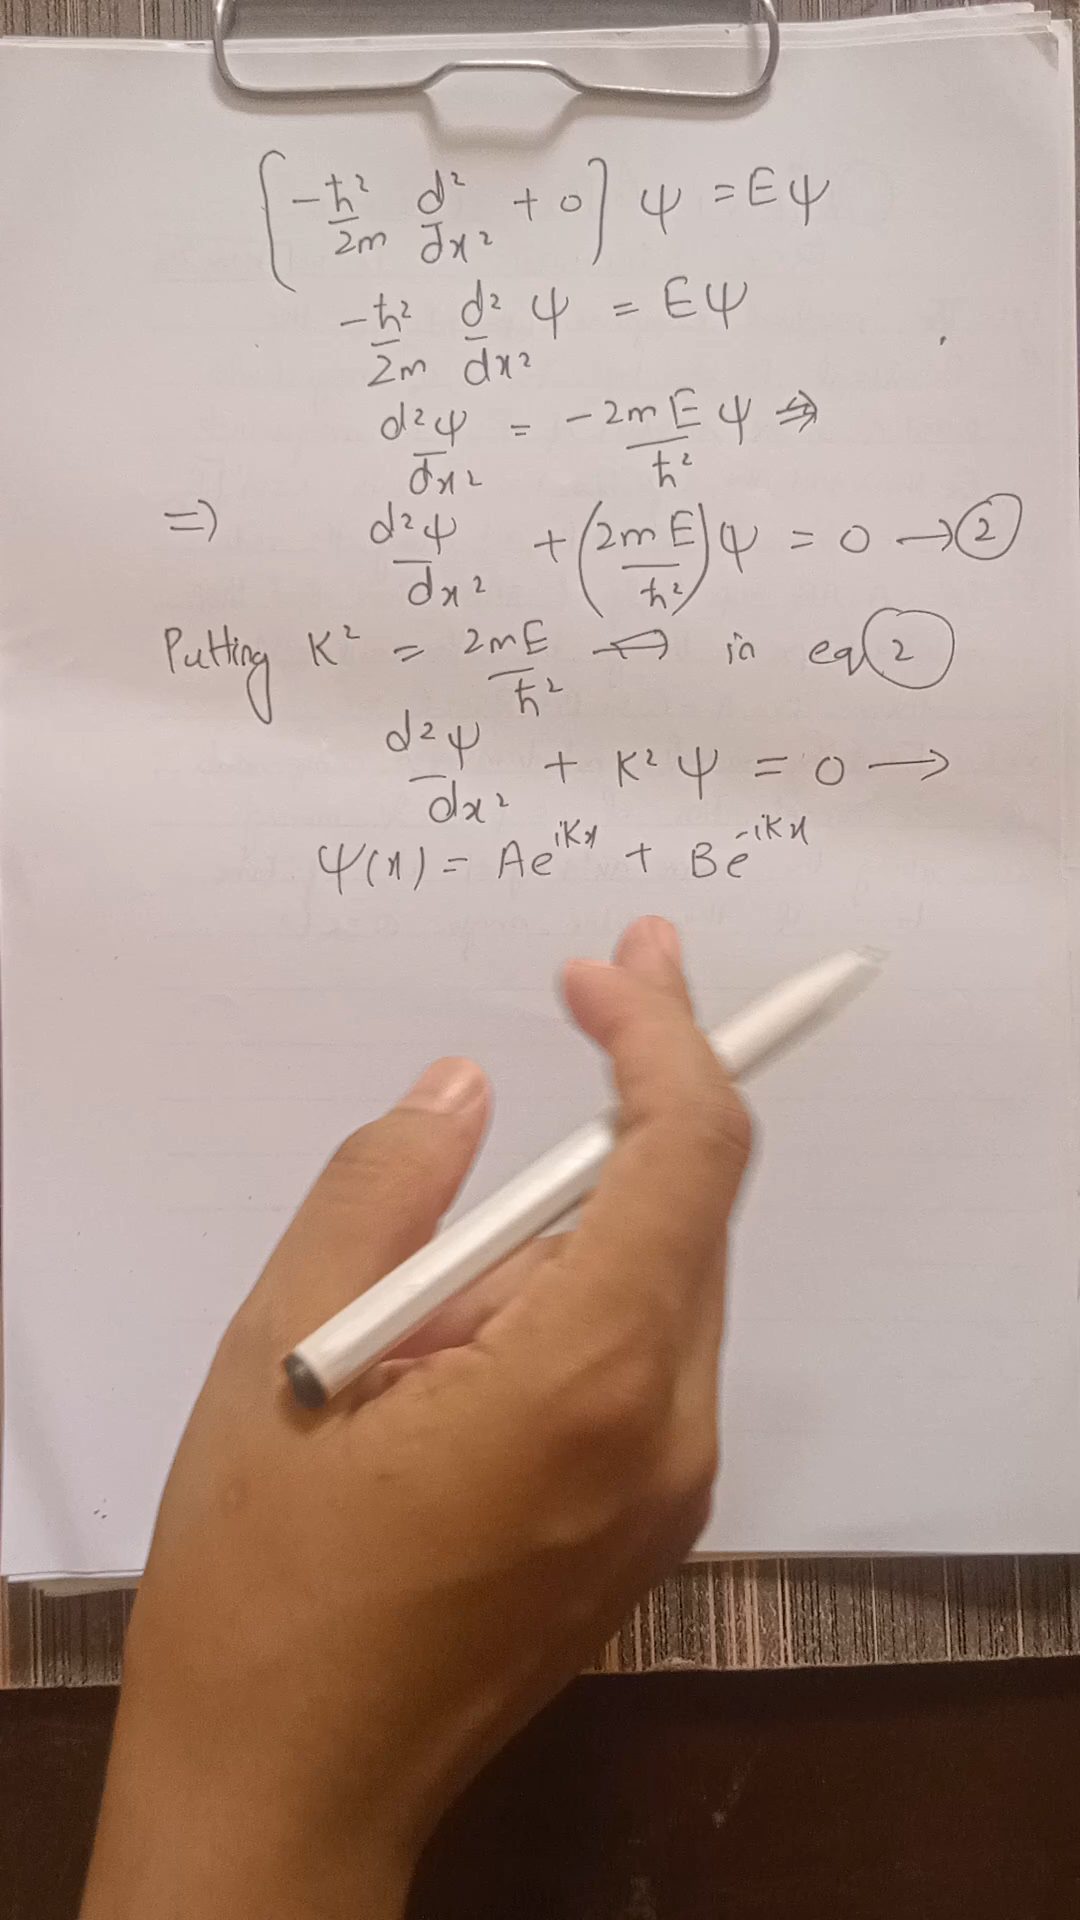 [-ħ²/2m d²/dx² + 0] ψ = Eψ
-ħ²/2m d²/dx² ψ = Eψ
d²ψ/dx² = -2mE/ħ² ψ ⇒
=> d²ψ/dx² + (2mE/ħ²)ψ = 0 → ②
Putting K² = 2mE/ħ² ⇔ in eq ②
d²ψ/dx² + K²ψ = 0 →
ψ(x) = Ae^{iKx} + Be^{-iKx}